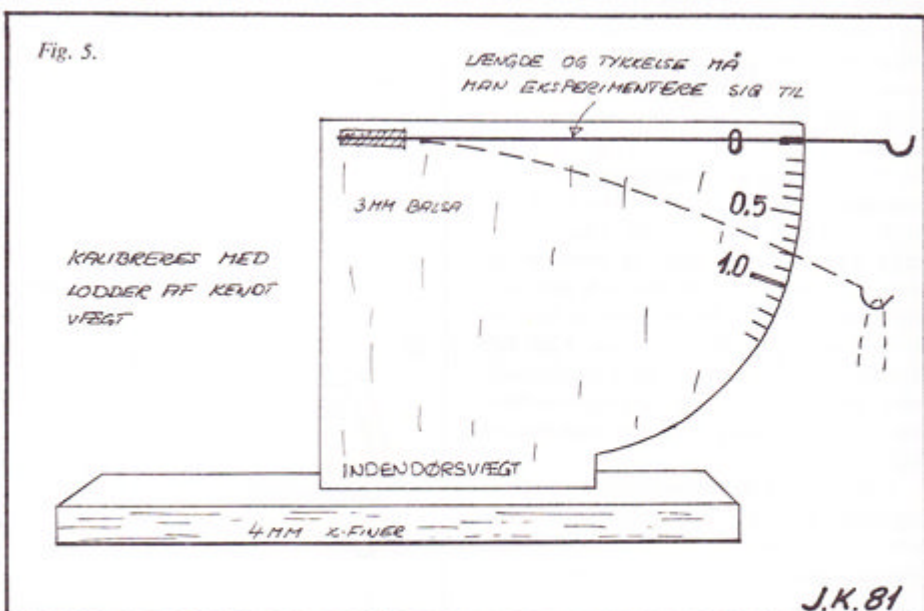 Fig. 5.
LÆNGDE OG TYKKELSE MÅ
MAN EKSPERIMENTERE SIG TIL
0
0.5
1.0
3MM BALSA
KALIBRERES MED
LODDER AF KENDT
VÆGT
INDENDØRSVÆGT
4MM X-FINER
J.K. 81